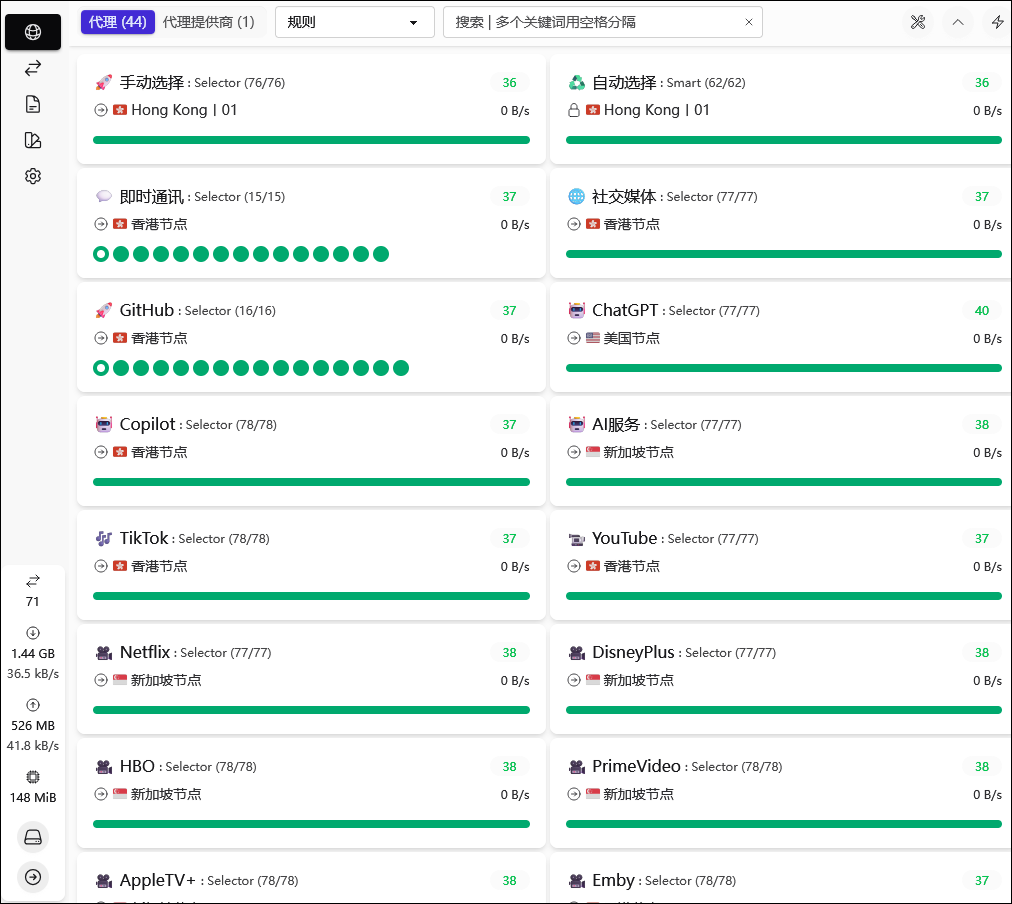 代理 (44) 代理提供商 (1) 规则 搜索 | 多个关键词用空格分隔
手动选择 : Selector (76/76) 36
Hong Kong | 01 0 B/s
自动选择 : Smart (62/62) 36
Hong Kong | 01 0 B/s
即时通讯 : Selector (15/15) 37
香港节点 0 B/s
社交媒体 : Selector (77/77) 37
香港节点 0 B/s
GitHub : Selector (16/16) 37
香港节点 0 B/s
ChatGPT : Selector (77/77) 40
美国节点 0 B/s
Copilot : Selector (78/78) 37
香港节点 0 B/s
AI服务 : Selector (77/77) 38
新加坡节点 0 B/s
TikTok : Selector (78/78) 37
香港节点 0 B/s
YouTube : Selector (77/77) 37
香港节点 0 B/s
Netflix : Selector (77/77) 38
新加坡节点 0 B/s
DisneyPlus : Selector (77/77) 38
新加坡节点 0 B/s
HBO : Selector (78/78) 38
新加坡节点 0 B/s
PrimeVideo : Selector (78/78) 38
新加坡节点 0 B/s
AppleTV+ : Selector (78/78) 38
Emby : Selector (78/78) 37
71
1.44 GB
36.5 kB/s
526 MB
41.8 kB/s
148 MiB